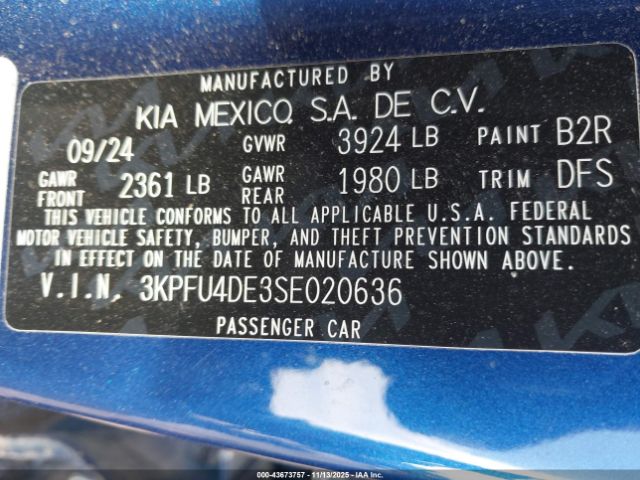 MANUFACTURED BY
KIA MEXICO, S.A. DE C.V.
09/24 GVWR 3924 LB PAINT B2R
GAWR FRONT 2361 LB GAWR REAR 1980 LB TRIM DFS
THIS VEHICLE CONFORMS TO ALL APPLICABLE U.S.A. FEDERAL
MOTOR VEHICLE SAFETY, BUMPER, AND THEFT PREVENTION STANDARDS
IN EFFECT ON THE DATE OF MANUFACTURE SHOWN ABOVE.
V.I.N. 3KPFU4DE3SE020636
PASSENGER CAR
000-43673757 - 11/13/2025 - IAA Inc.